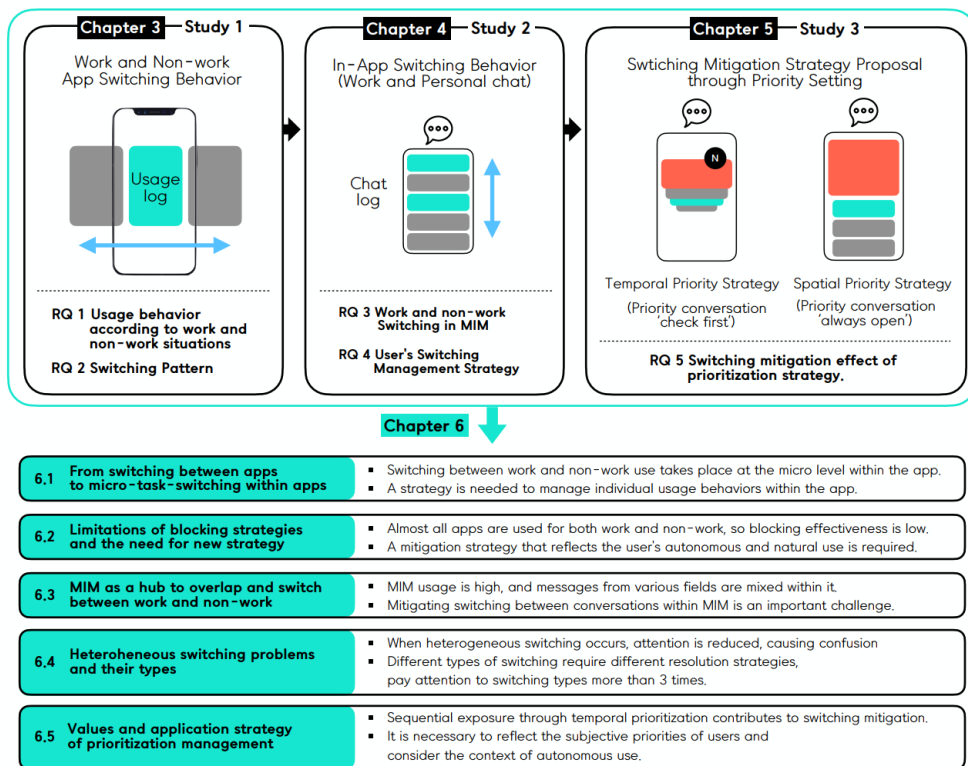 Chapter 3 Study 1
Work and Non-work
App Switching Behavior
Usage
log
RQ 1 Usage behavior
according to work and
non-work situations
RQ 2 Switching Pattern
Chapter 4 Study 2
In-App Switching Behavior
(Work and Personal chat)
Chat
log
RQ 3 Work and non-work
Switching in MIM
RQ 4 User's Switching
Management Strategy
Chapter 5 Study 3
Swtiching Mitigation Strategy Proposal
through Priority Setting
N
Temporal Priority Strategy
(Priority conversation
'check first')
Spatial Priority Strategy
(Priority conversation
'always open')
RQ 5 Switching mitigation effect of
prioritization strategy.
Chapter 6
6.1 From switching between apps
to micro-task-switching within apps
▪ Switching between work and non-work use takes place at the micro level within the app.
▪ A strategy is needed to manage individual usage behaviors within the app.
6.2 Limitations of blocking strategies
and the need for new strategy
▪ Almost all apps are used for both work and non-work, so blocking effectiveness is low.
▪ A mitigation strategy that reflects the user's autonomous and natural use is required.
6.3 MIM as a hub to overlap and switch
between work and non-work
▪ MIM usage is high, and messages from various fields are mixed within it.
▪ Mitigating switching between conversations within MIM is an important challenge.
6.4 Heteroheneous switching problems
and their types
▪ When heterogeneous switching occurs, attention is reduced, causing confusion
▪ Different types of switching require different resolution strategies,
pay attention to switching types more than 3 times.
6.5 Values and application strategy
of prioritization management
▪ Sequential exposure through temporal prioritization contributes to switching mitigation.
▪ It is necessary to reflect the subjective priorities of users and
consider the context of autonomous use.